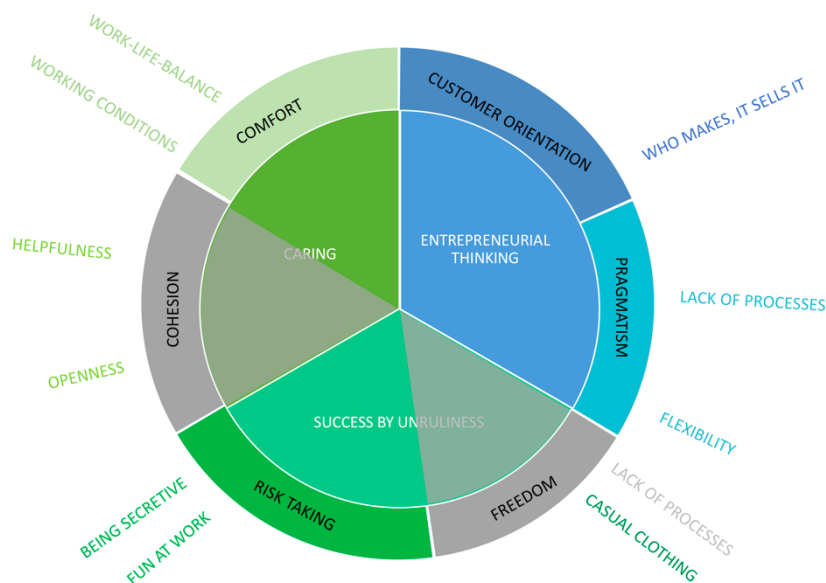 WORK-LIFE-BALANCE
WORKING CONDITIONS
COMFORT
CUSTOMER ORIENTATION
WHO MAKES, IT SELLS IT
HELPFULNESS
CARING
ENTREPRENEURIAL
THINKING
COHESION
PRAGMATISM
LACK OF PROCESSES
OPENNESS
SUCCESS BY UNRULINESS
FLEXIBILITY
BEING SECRETIVE
FUN AT WORK
RISK TAKING
FREEDOM
LACK OF PROCESSES
CASUAL CLOTHING